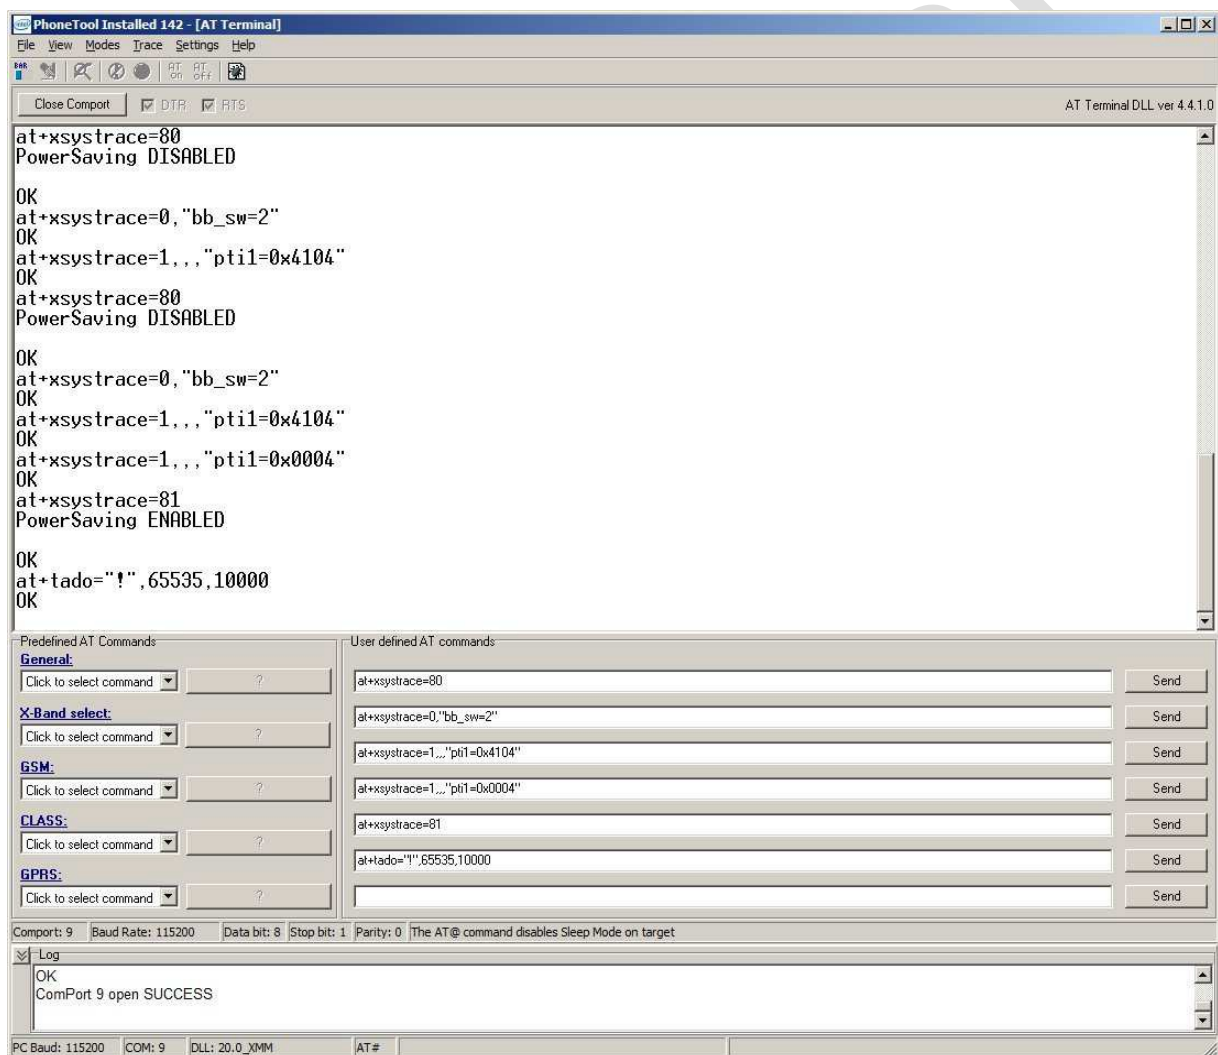 PhoneTool Installed 142 - [AT Terminal]
File View Modes Trace Settings Help
BAR AT on AT off
Close Comport DTR RTS AT Terminal DLL ver 4.4.1.0
at+xsystrace=80
PowerSaving DISABLED
OK
at+xsystrace=0,"bb_sw=2"
OK
at+xsystrace=1,,,"pti1=0x4104"
OK
at+xsystrace=80
PowerSaving DISABLED
OK
at+xsystrace=0,"bb_sw=2"
OK
at+xsystrace=1,,,"pti1=0x4104"
OK
at+xsystrace=1,,,"pti1=0x0004"
OK
at+xsystrace=81
PowerSaving ENABLED
OK
at+tado="!",65535,10000
OK
Predefined AT Commands
General:
Click to select command ?
X-Band select:
Click to select command ?
GSM:
Click to select command ?
CLASS:
Click to select command ?
GPRS:
Click to select command ?
User defined AT commands
at+xsystrace=80 Send
at+xsystrace=0,"bb_sw=2" Send
at+xsystrace=1,,,"pti1=0x4104" Send
at+xsystrace=1,,,"pti1=0x0004" Send
at+xsystrace=81 Send
at+tado="!",65535,10000 Send
Send
Comport: 9 Baud Rate: 115200 Data bit: 8 Stop bit: 1 Parity: 0 The AT@ command disables Sleep Mode on target
Log
OK
ComPort 9 open SUCCESS
PC Baud: 115200 COM: 9 DLL: 20.0_XMM AT#